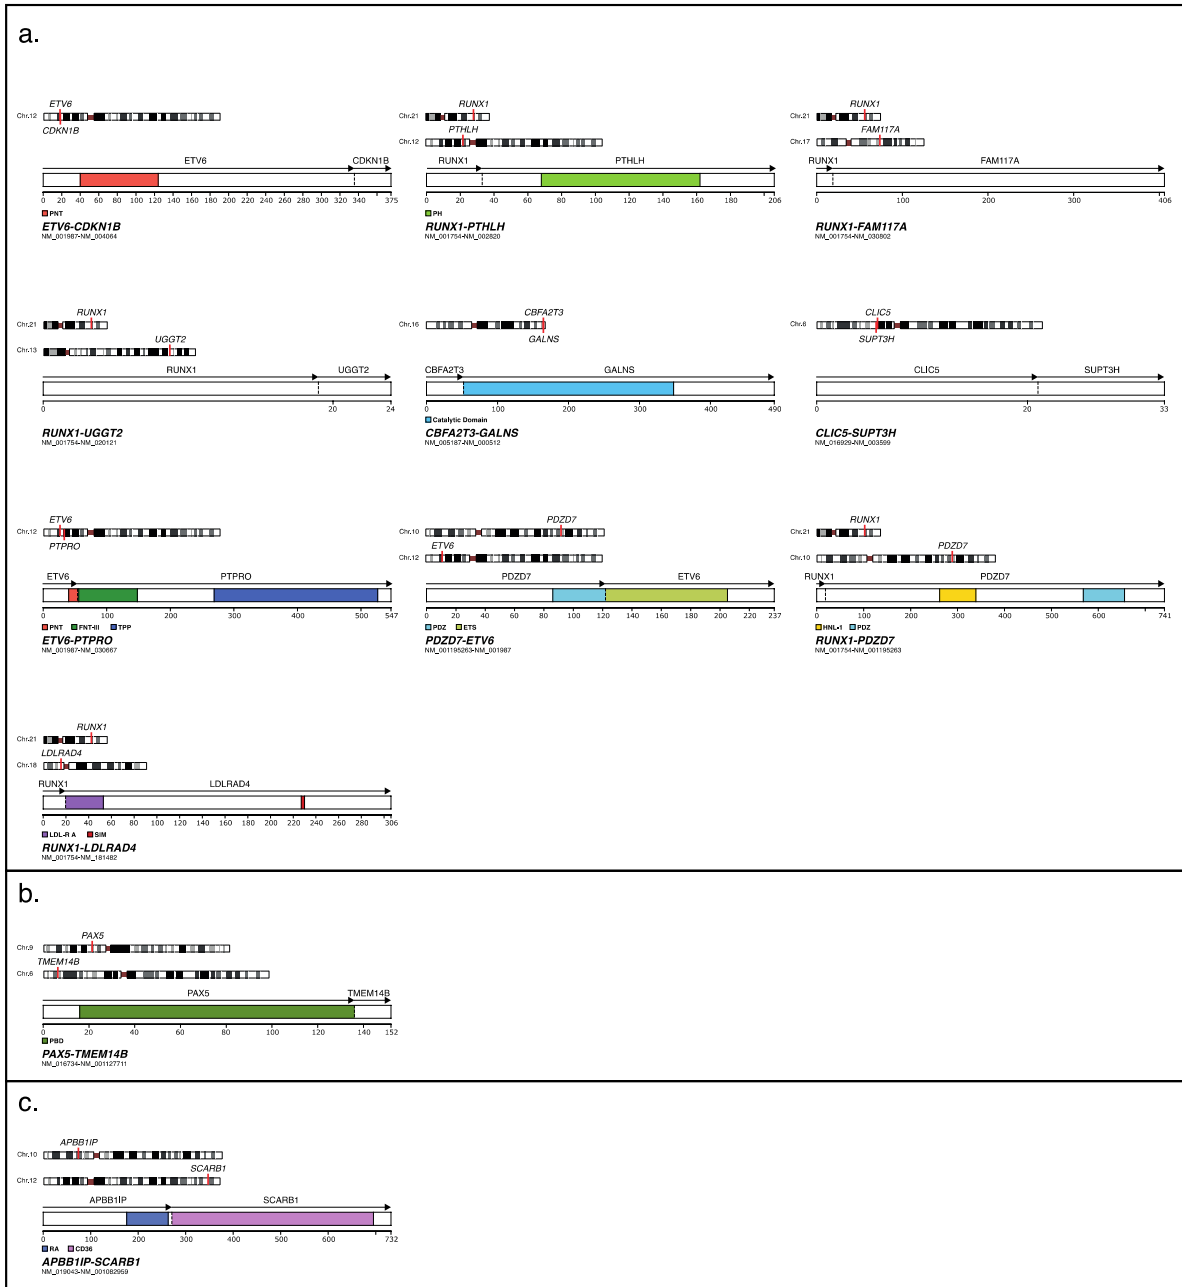 a.
ETV6
Chr.12
CDKN1B
ETV6 CDKN1B
0 20 40 60 80 100 120 140 160 180 200 220 240 260 280 300 320 340 375
PNT
ETV6-CDKN1B
NM_001987-NM_004064
RUNX1
Chr.21
PTHLH
Chr.12
RUNX1 PTHLH
0 20 40 60 80 100 120 140 160 180 206
PH
RUNX1-PTHLH
NM_001754-NM_002820
RUNX1
Chr.21
FAM117A
Chr.17
RUNX1 FAM117A
0 100 200 300 406
RUNX1-FAM117A
NM_001754-NM_030802
RUNX1
Chr.21
UGGT2
Chr.13
RUNX1 UGGT2
0 20 24
RUNX1-UGGT2
NM_001754-NM_020121
CBFA2T3
Chr.16
GALNS
CBFA2T3 GALNS
0 100 200 300 400 490
Catalytic Domain
CBFA2T3-GALNS
NM_005187-NM_000512
CLIC5
Chr.6
SUPT3H
CLIC5 SUPT3H
0 20 33
CLIC5-SUPT3H
NM_016929-NM_003599
ETV6
Chr.12
PTPRO
ETV6 PTPRO
0 100 200 300 400 500 547
PNT FNT-III TPP
ETV6-PTPRO
NM_001987-NM_030667
PDZD7
Chr.10
ETV6
Chr.12
PDZD7 ETV6
0 20 40 60 80 100 120 140 160 180 200 220 237
PDZ ETS
PDZD7-ETV6
NM_001195263-NM_001987
RUNX1
Chr.21
PDZD7
Chr.10
RUNX1 PDZD7
0 100 200 300 400 500 600 741
HNL-1 PDZ
RUNX1-PDZD7
NM_001754-NM_001195263
RUNX1
Chr.21
LDLRAD4
Chr.18
RUNX1 LDLRAD4
0 20 40 60 80 100 120 140 160 180 200 220 240 260 280 306
LDL-R A SIM
RUNX1-LDLRAD4
NM_001754-NM_181482
b.
PAX5
Chr.9
TMEM14B
Chr.6
PAX5 TMEM14B
0 20 40 60 80 100 120 140 152
PBD
PAX5-TMEM14B
NM_016734-NM_001127711
c.
APBB1IP
Chr.10
SCARB1
Chr.12
APBB1IP SCARB1
0 100 200 300 400 500 600 732
RA CD36
APBB1IP-SCARB1
NM_019043-NM_001082959